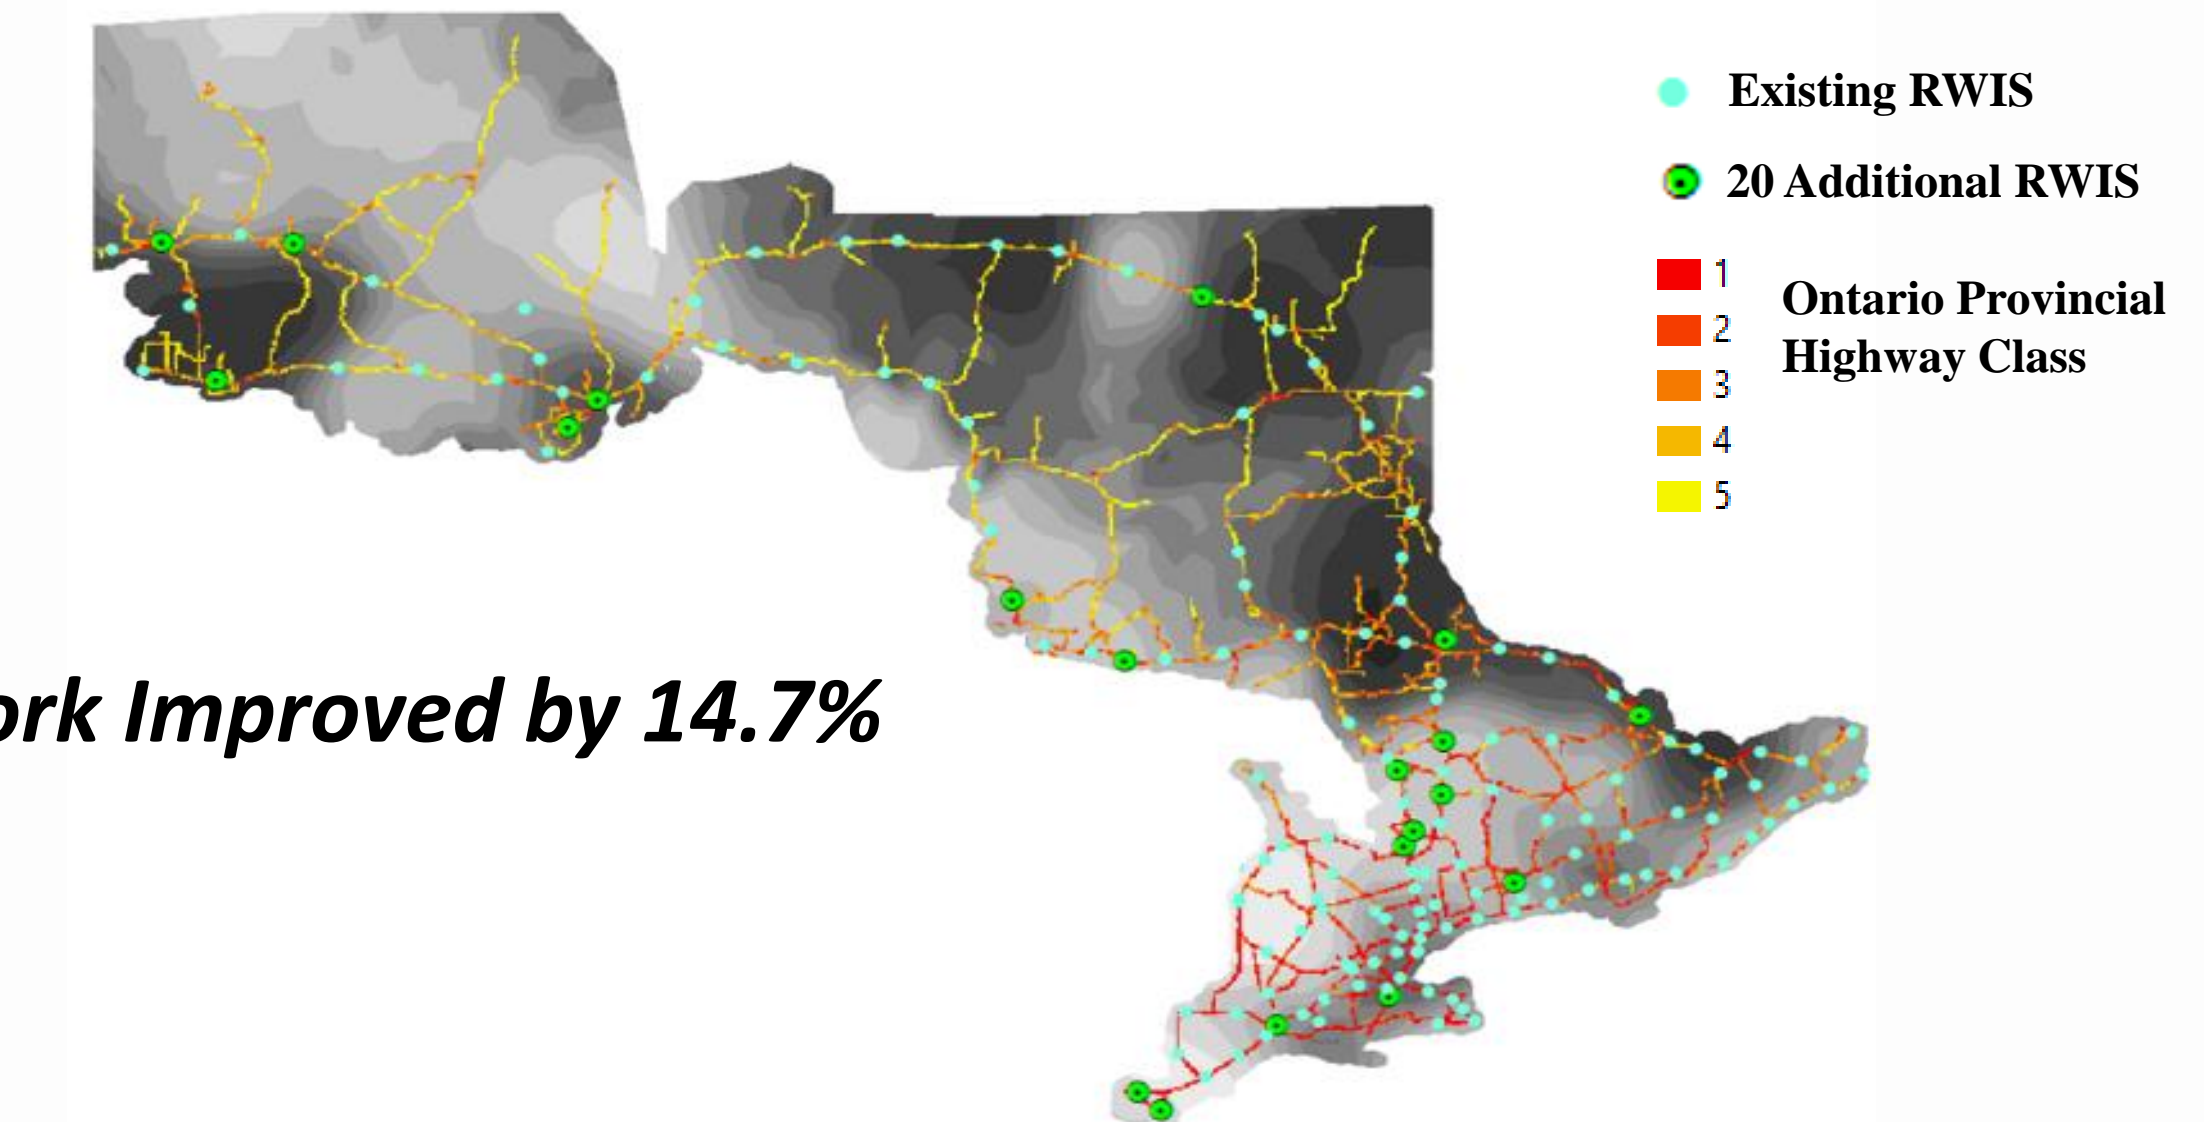 Existing RWIS
20 Additional RWIS
1
2
3
4
5
Ontario Provincial
Highway Class
ork Improved by 14.7%